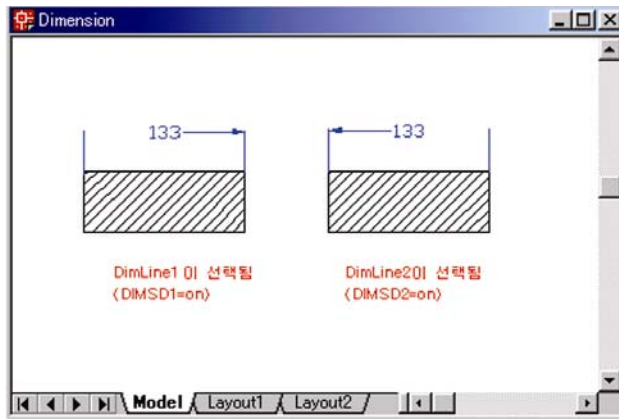 Dimension
133
133
DimLine1 이 선택됨
(DIMSD1=on)
DimLine2이 선택됨
(DIMSD2=on)
Model
Layout1
Layout2